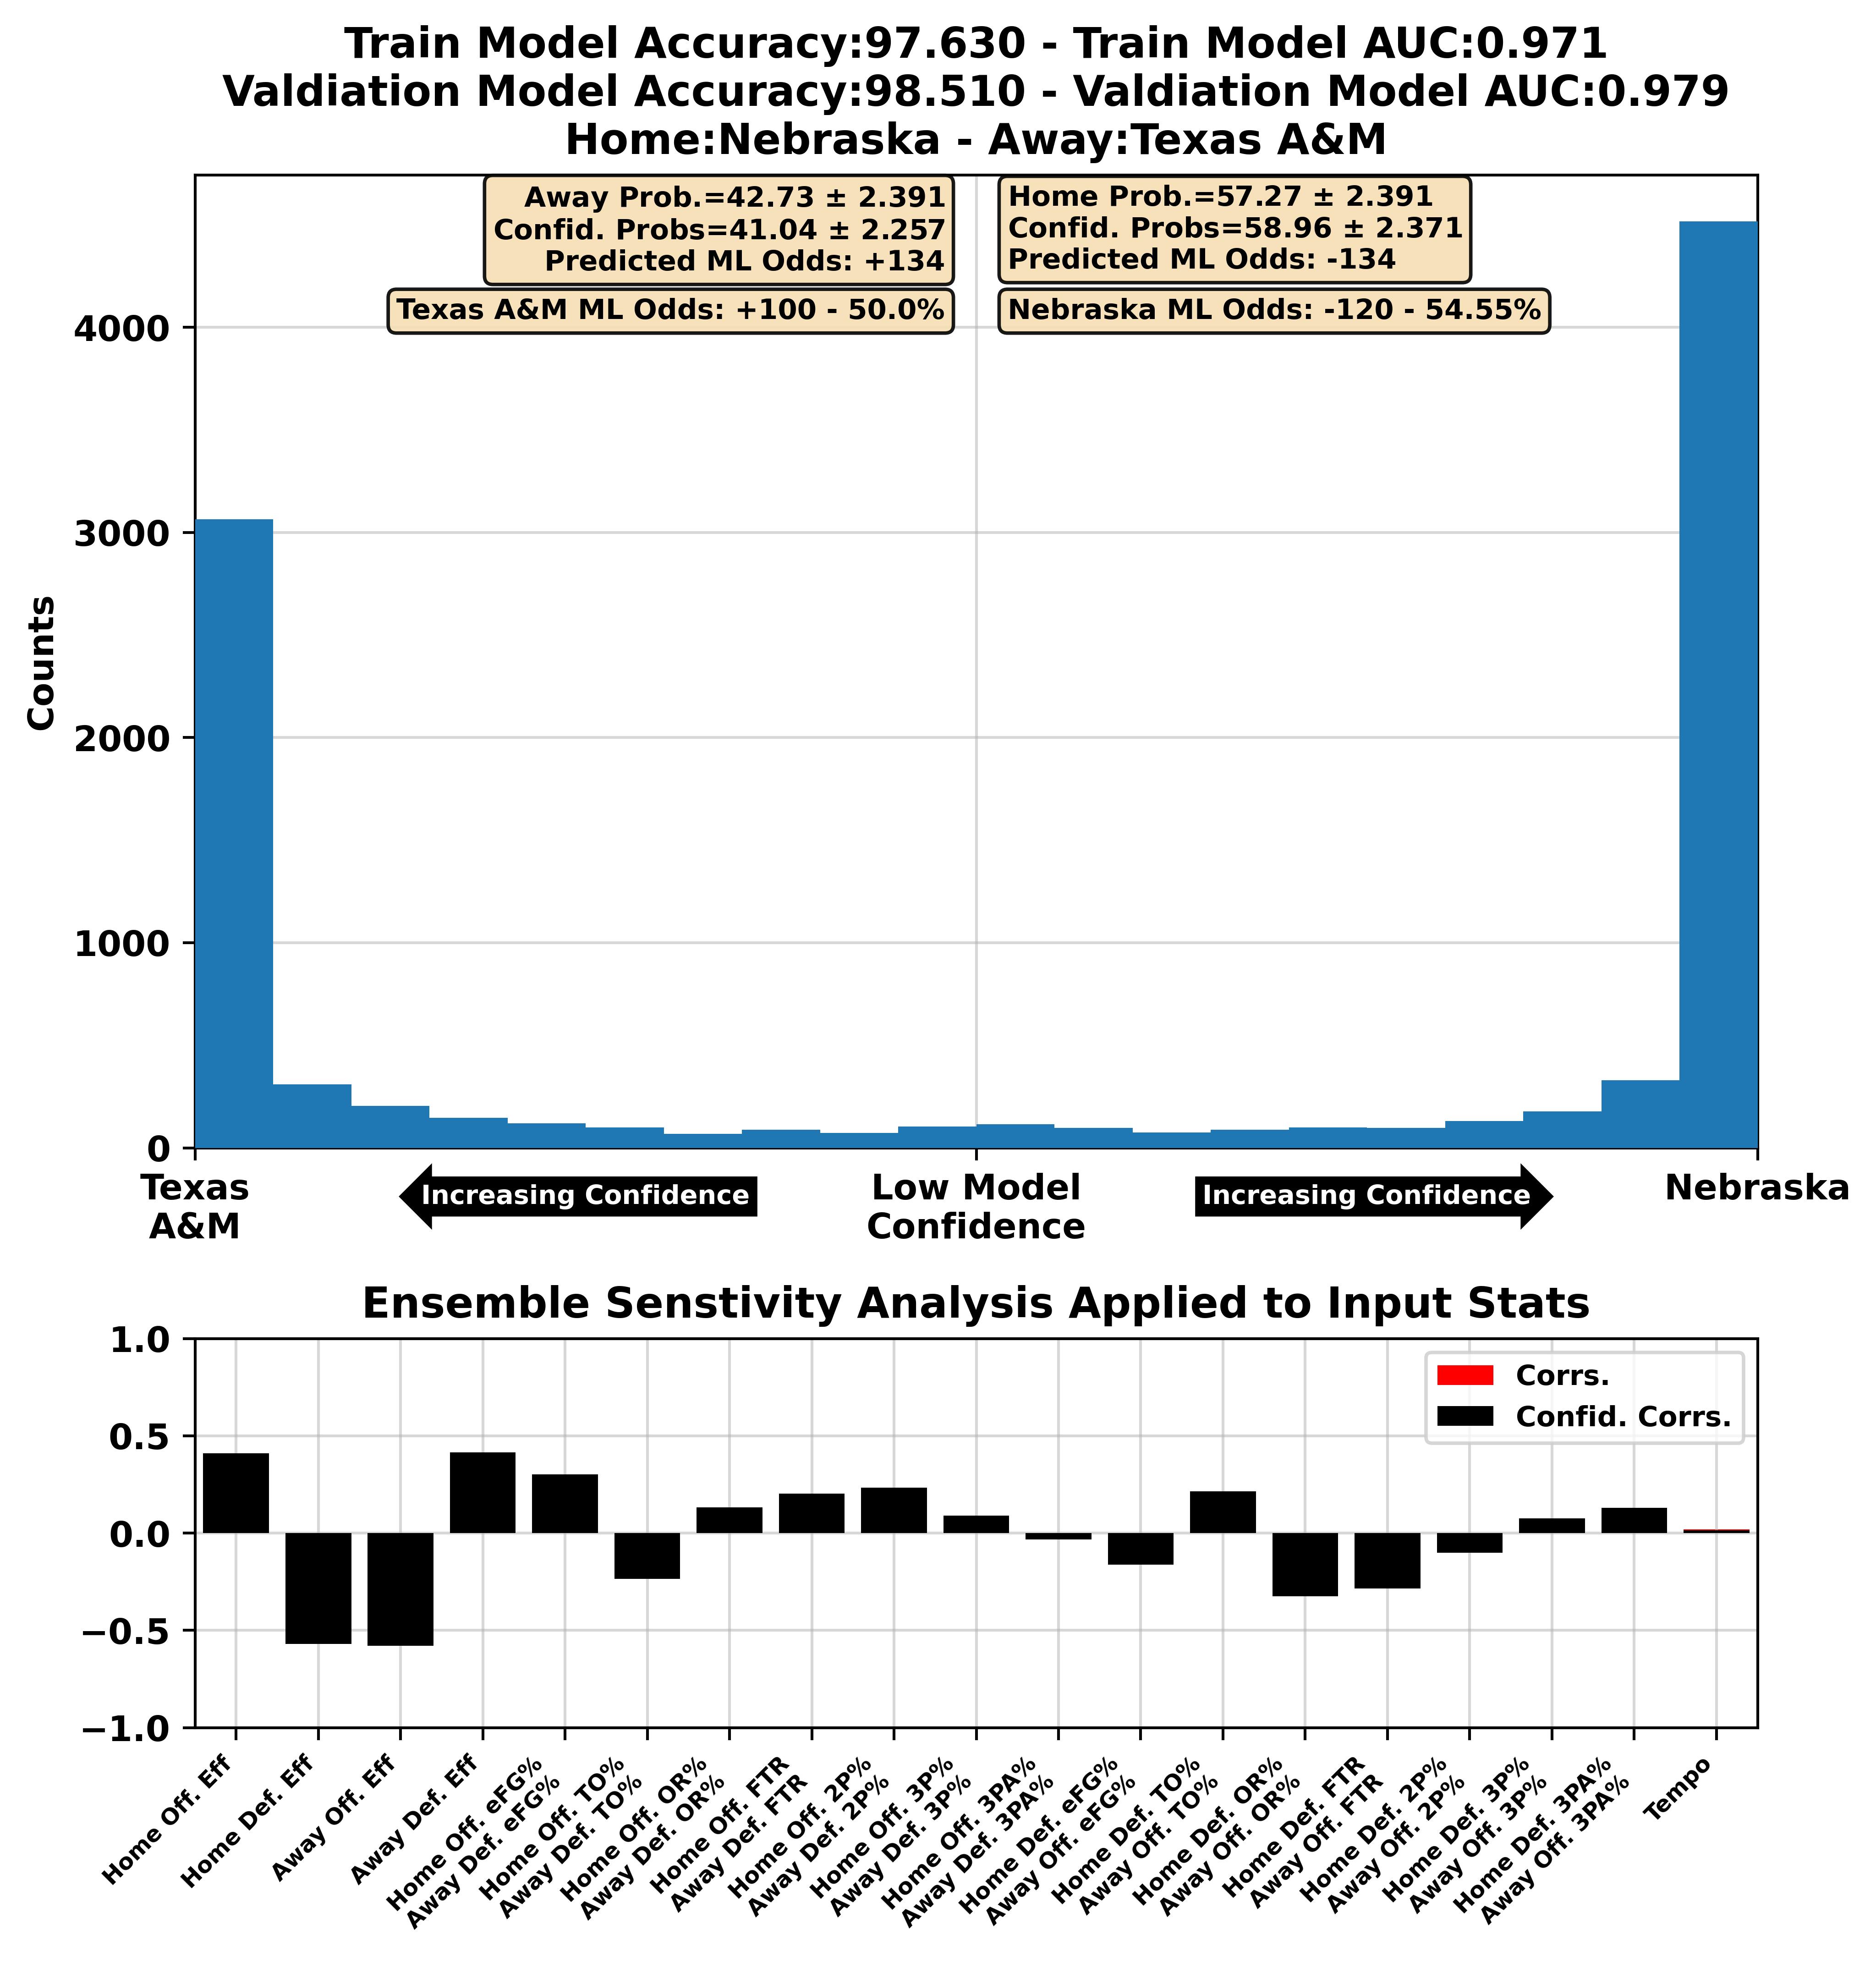 Train Model Accuracy:97.630 - Train Model AUC:0.971
Valdiation Model Accuracy:98.510 - Valdiation Model AUC:0.979
Home:Nebraska - Away:Texas A&M
Away Prob.=42.73 ± 2.391
Confid. Probs=41.04 ± 2.257
Predicted ML Odds: +134
Texas A&M ML Odds: +100 - 50.0%
Home Prob.=57.27 ± 2.391
Confid. Probs=58.96 ± 2.371
Predicted ML Odds: -134
Nebraska ML Odds: -120 - 54.55%
Counts
4000
3000
2000
1000
0
Texas
A&M
Increasing Confidence
Low Model
Confidence
Increasing Confidence
Nebraska
Ensemble Senstivity Analysis Applied to Input Stats
Corrs.
Confid. Corrs.
1.0
0.5
0.0
−0.5
−1.0
Home Off. Eff
Home Def. Eff
Away Off. Eff
Away Def. Eff
Home Off. eFG%
Away Def. eFG%
Home Off. TO%
Away Def. TO%
Home Off. OR%
Away Def. OR%
Home Off. FTR
Away Def. FTR
Home Off. 2P%
Away Def. 2P%
Home Off. 3P%
Away Def. 3P%
Home Off. 3PA%
Away Def. 3PA%
Home Def. eFG%
Away Off. eFG%
Home Def. TO%
Away Off. TO%
Home Def. OR%
Away Off. OR%
Home Def. FTR
Away Off. FTR
Home Def. 2P%
Away Off. 2P%
Home Def. 3P%
Away Off. 3P%
Home Def. 3PA%
Away Off. 3PA%
Tempo